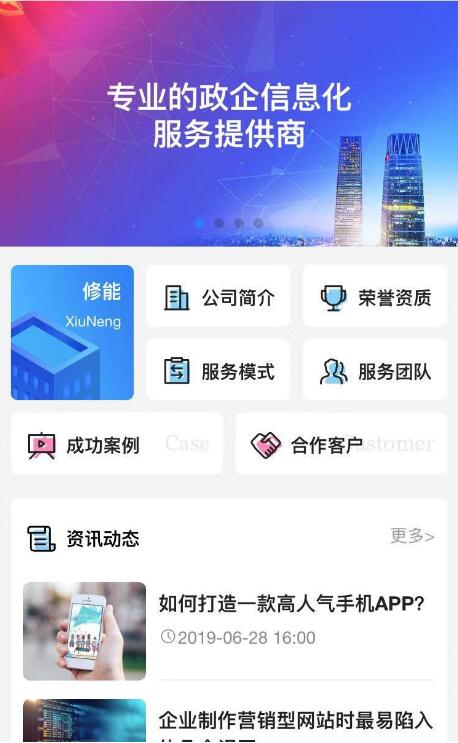 专业的政企信息化
服务提供商
修能
XiuNeng
公司简介
荣誉资质
服务模式
服务团队
成功案例
Case
合作客户
Customer
资讯动态
更多>
如何打造一款高人气手机APP?
2019-06-28 16:00
企业制作营销型网站时最易陷入